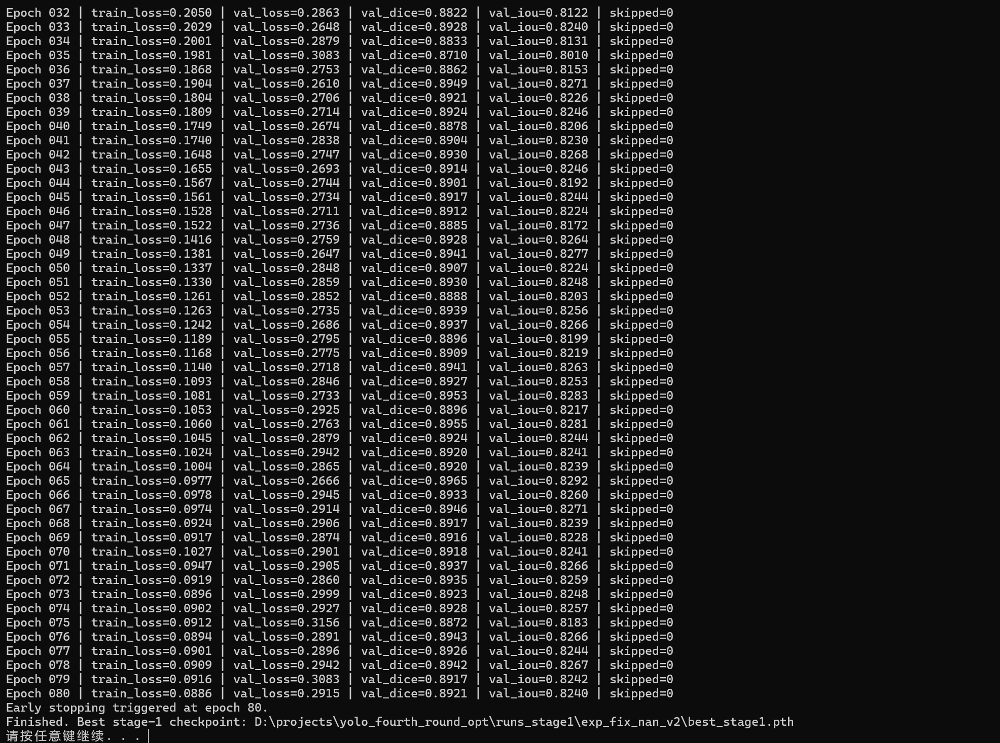 Epoch 032 | train_loss=0.2050 | val_loss=0.2863 | val_dice=0.8822 | val_iou=0.8122 | skipped=0
Epoch 033 | train_loss=0.2029 | val_loss=0.2648 | val_dice=0.8928 | val_iou=0.8240 | skipped=0
Epoch 034 | train_loss=0.2001 | val_loss=0.2879 | val_dice=0.8833 | val_iou=0.8131 | skipped=0
Epoch 035 | train_loss=0.1981 | val_loss=0.3083 | val_dice=0.8710 | val_iou=0.8010 | skipped=0
Epoch 036 | train_loss=0.1868 | val_loss=0.2753 | val_dice=0.8862 | val_iou=0.8153 | skipped=0
Epoch 037 | train_loss=0.1904 | val_loss=0.2610 | val_dice=0.8949 | val_iou=0.8271 | skipped=0
Epoch 038 | train_loss=0.1804 | val_loss=0.2706 | val_dice=0.8921 | val_iou=0.8226 | skipped=0
Epoch 039 | train_loss=0.1809 | val_loss=0.2714 | val_dice=0.8924 | val_iou=0.8246 | skipped=0
Epoch 040 | train_loss=0.1749 | val_loss=0.2674 | val_dice=0.8878 | val_iou=0.8206 | skipped=0
Epoch 041 | train_loss=0.1740 | val_loss=0.2838 | val_dice=0.8904 | val_iou=0.8230 | skipped=0
Epoch 042 | train_loss=0.1648 | val_loss=0.2747 | val_dice=0.8930 | val_iou=0.8268 | skipped=0
Epoch 043 | train_loss=0.1655 | val_loss=0.2693 | val_dice=0.8914 | val_iou=0.8246 | skipped=0
Epoch 044 | train_loss=0.1567 | val_loss=0.2744 | val_dice=0.8901 | val_iou=0.8192 | skipped=0
Epoch 045 | train_loss=0.1561 | val_loss=0.2734 | val_dice=0.8917 | val_iou=0.8244 | skipped=0
Epoch 046 | train_loss=0.1528 | val_loss=0.2711 | val_dice=0.8912 | val_iou=0.8224 | skipped=0
Epoch 047 | train_loss=0.1522 | val_loss=0.2736 | val_dice=0.8885 | val_iou=0.8172 | skipped=0
Epoch 048 | train_loss=0.1416 | val_loss=0.2759 | val_dice=0.8928 | val_iou=0.8264 | skipped=0
Epoch 049 | train_loss=0.1381 | val_loss=0.2647 | val_dice=0.8941 | val_iou=0.8277 | skipped=0
Epoch 050 | train_loss=0.1337 | val_loss=0.2848 | val_dice=0.8907 | val_iou=0.8224 | skipped=0
Epoch 051 | train_loss=0.1330 | val_loss=0.2859 | val_dice=0.8930 | val_iou=0.8248 | skipped=0
Epoch 052 | train_loss=0.1261 | val_loss=0.2852 | val_dice=0.8888 | val_iou=0.8203 | skipped=0
Epoch 053 | train_loss=0.1263 | val_loss=0.2735 | val_dice=0.8939 | val_iou=0.8256 | skipped=0
Epoch 054 | train_loss=0.1242 | val_loss=0.2686 | val_dice=0.8937 | val_iou=0.8266 | skipped=0
Epoch 055 | train_loss=0.1189 | val_loss=0.2795 | val_dice=0.8896 | val_iou=0.8199 | skipped=0
Epoch 056 | train_loss=0.1168 | val_loss=0.2775 | val_dice=0.8909 | val_iou=0.8219 | skipped=0
Epoch 057 | train_loss=0.1140 | val_loss=0.2718 | val_dice=0.8941 | val_iou=0.8263 | skipped=0
Epoch 058 | train_loss=0.1093 | val_loss=0.2846 | val_dice=0.8927 | val_iou=0.8253 | skipped=0
Epoch 059 | train_loss=0.1081 | val_loss=0.2733 | val_dice=0.8953 | val_iou=0.8283 | skipped=0
Epoch 060 | train_loss=0.1053 | val_loss=0.2925 | val_dice=0.8896 | val_iou=0.8217 | skipped=0
Epoch 061 | train_loss=0.1060 | val_loss=0.2763 | val_dice=0.8955 | val_iou=0.8281 | skipped=0
Epoch 062 | train_loss=0.1045 | val_loss=0.2879 | val_dice=0.8924 | val_iou=0.8244 | skipped=0
Epoch 063 | train_loss=0.1024 | val_loss=0.2942 | val_dice=0.8920 | val_iou=0.8241 | skipped=0
Epoch 064 | train_loss=0.1004 | val_loss=0.2865 | val_dice=0.8920 | val_iou=0.8239 | skipped=0
Epoch 065 | train_loss=0.0977 | val_loss=0.2666 | val_dice=0.8965 | val_iou=0.8292 | skipped=0
Epoch 066 | train_loss=0.0978 | val_loss=0.2945 | val_dice=0.8933 | val_iou=0.8260 | skipped=0
Epoch 067 | train_loss=0.0974 | val_loss=0.2914 | val_dice=0.8946 | val_iou=0.8271 | skipped=0
Epoch 068 | train_loss=0.0924 | val_loss=0.2906 | val_dice=0.8917 | val_iou=0.8239 | skipped=0
Epoch 069 | train_loss=0.0917 | val_loss=0.2874 | val_dice=0.8916 | val_iou=0.8228 | skipped=0
Epoch 070 | train_loss=0.1027 | val_loss=0.2901 | val_dice=0.8918 | val_iou=0.8241 | skipped=0
Epoch 071 | train_loss=0.0947 | val_loss=0.2905 | val_dice=0.8937 | val_iou=0.8266 | skipped=0
Epoch 072 | train_loss=0.0919 | val_loss=0.2860 | val_dice=0.8935 | val_iou=0.8259 | skipped=0
Epoch 073 | train_loss=0.0896 | val_loss=0.2999 | val_dice=0.8923 | val_iou=0.8248 | skipped=0
Epoch 074 | train_loss=0.0902 | val_loss=0.2927 | val_dice=0.8928 | val_iou=0.8257 | skipped=0
Epoch 075 | train_loss=0.0912 | val_loss=0.3156 | val_dice=0.8872 | val_iou=0.8183 | skipped=0
Epoch 076 | train_loss=0.0894 | val_loss=0.2891 | val_dice=0.8943 | val_iou=0.8266 | skipped=0
Epoch 077 | train_loss=0.0901 | val_loss=0.2896 | val_dice=0.8926 | val_iou=0.8244 | skipped=0
Epoch 078 | train_loss=0.0909 | val_loss=0.2942 | val_dice=0.8942 | val_iou=0.8267 | skipped=0
Epoch 079 | train_loss=0.0916 | val_loss=0.3083 | val_dice=0.8917 | val_iou=0.8242 | skipped=0
Epoch 080 | train_loss=0.0886 | val_loss=0.2915 | val_dice=0.8921 | val_iou=0.8240 | skipped=0
Early stopping triggered at epoch 80.
Finished. Best stage-1 checkpoint: D:\projects\yolo_fourth_round_opt\runs_stage1\exp_fix_nan_v2\best_stage1.pth
请按任意键继续. . .